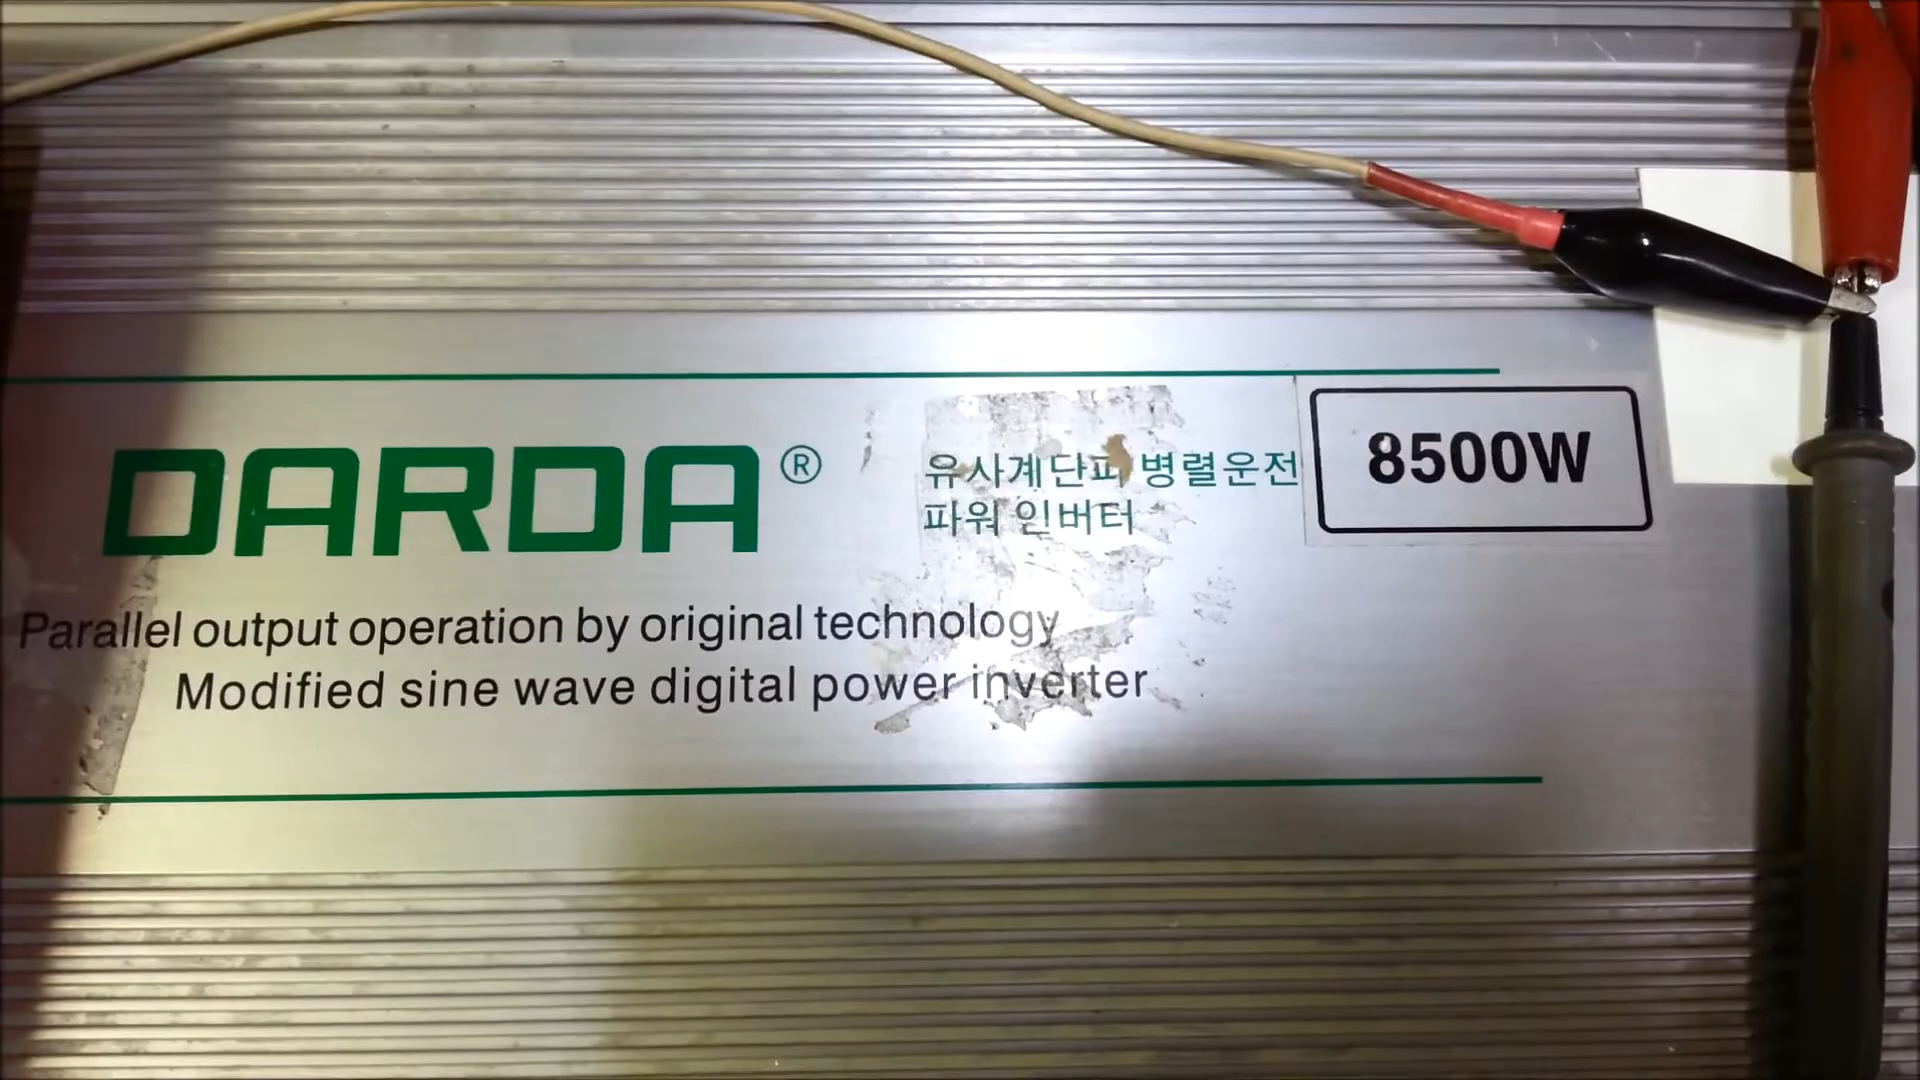 DARDA®
유사계단파 병렬운전
파워 인버터
8500W
Parallel output operation by original technology
Modified sine wave digital power inverter